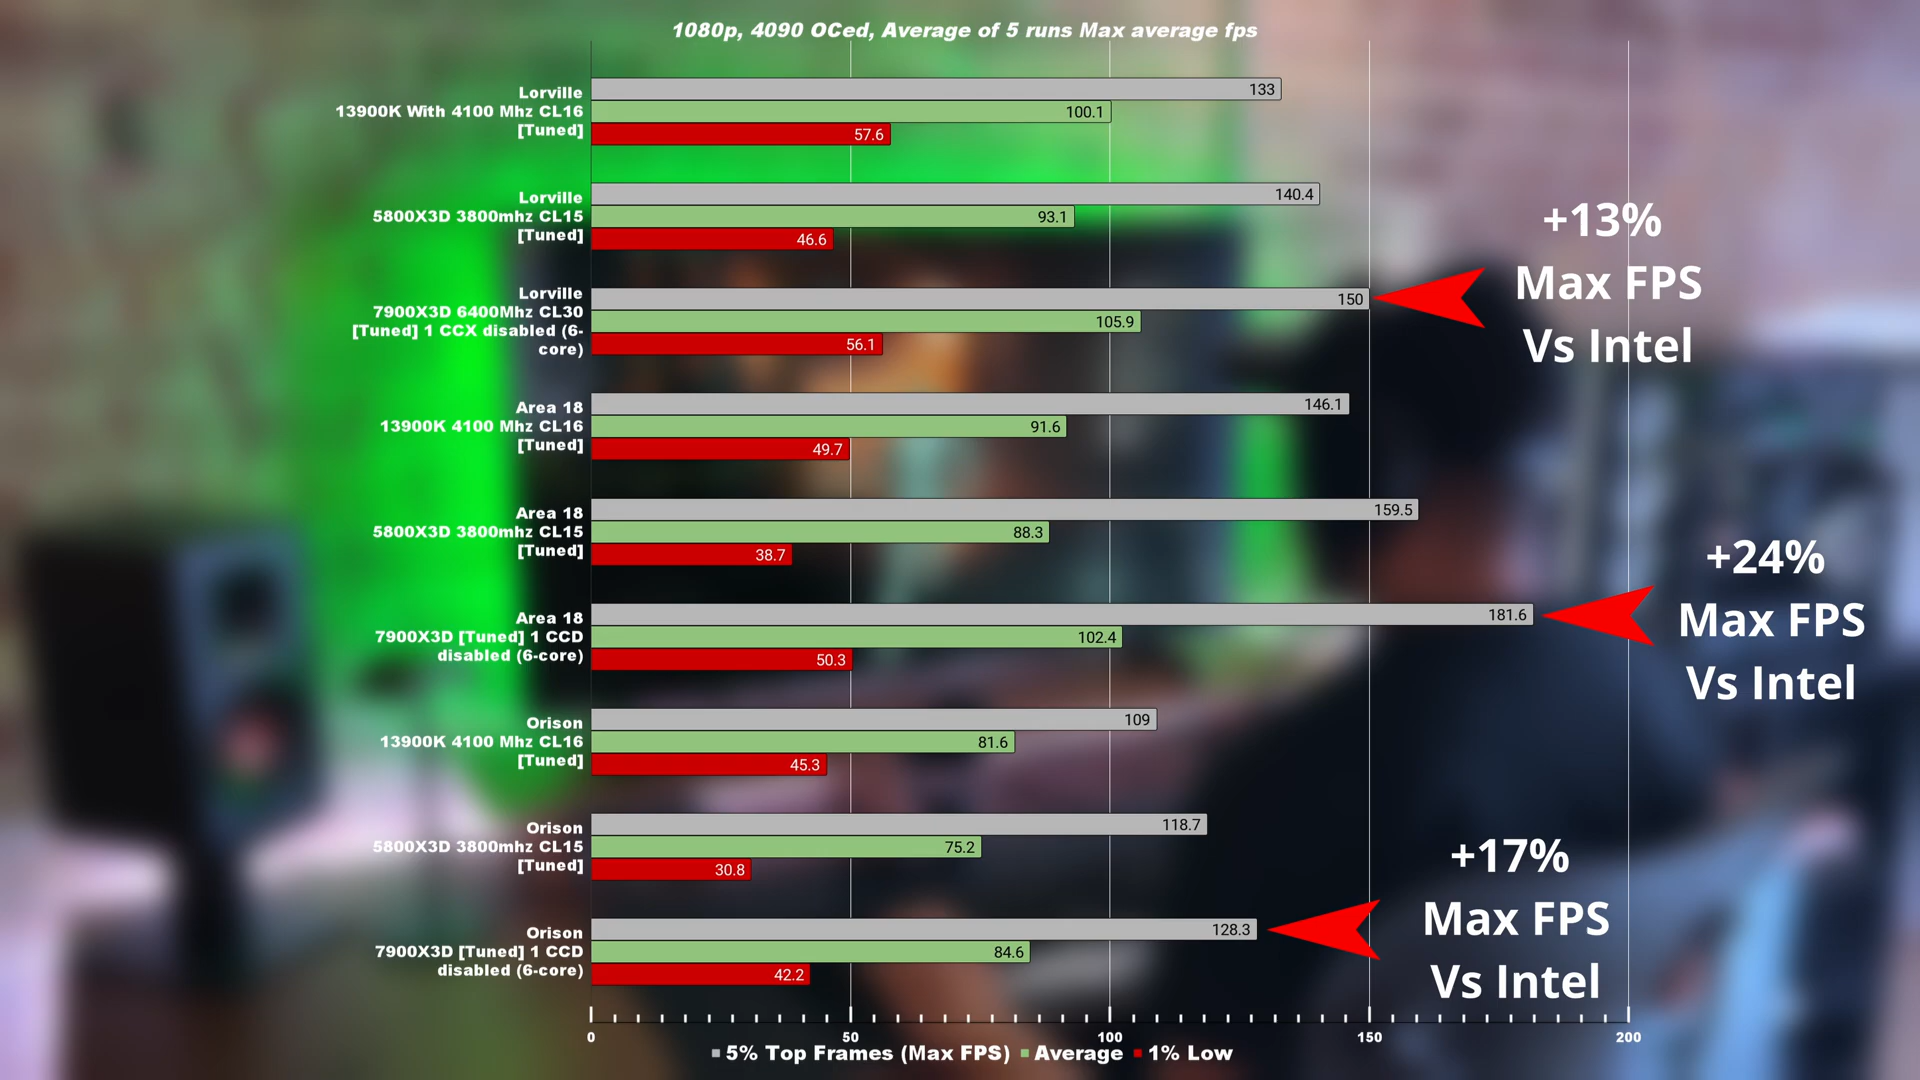 1080p, 4090 OCed, Average of 5 runs Max average fps
Lorville
13900K With 4100 Mhz CL16
[Tuned]
133
100.1
57.6
Lorville
5800X3D 3800mhz CL15
[Tuned]
140.4
93.1
46.6
+13%
Max FPS
Vs Intel
Lorville
7900X3D 6400Mhz CL30
[Tuned] 1 CCX disabled (6-
core)
150
105.9
56.1
Area 18
13900K 4100 Mhz CL16
[Tuned]
146.1
91.6
49.7
Area 18
5800X3D 3800mhz CL15
[Tuned]
159.5
88.3
38.7
+24%
Max FPS
Vs Intel
Area 18
7900X3D [Tuned] 1 CCD
disabled (6-core)
181.6
102.4
50.3
Orison
13900K 4100 Mhz CL16
[Tuned]
109
81.6
45.3
Orison
5800X3D 3800mhz CL15
[Tuned]
118.7
75.2
30.8
+17%
Max FPS
Vs Intel
Orison
7900X3D [Tuned] 1 CCD
disabled (6-core)
128.3
84.6
42.2
0 50 100 150 200
5% Top Frames (Max FPS) Average 1% Low